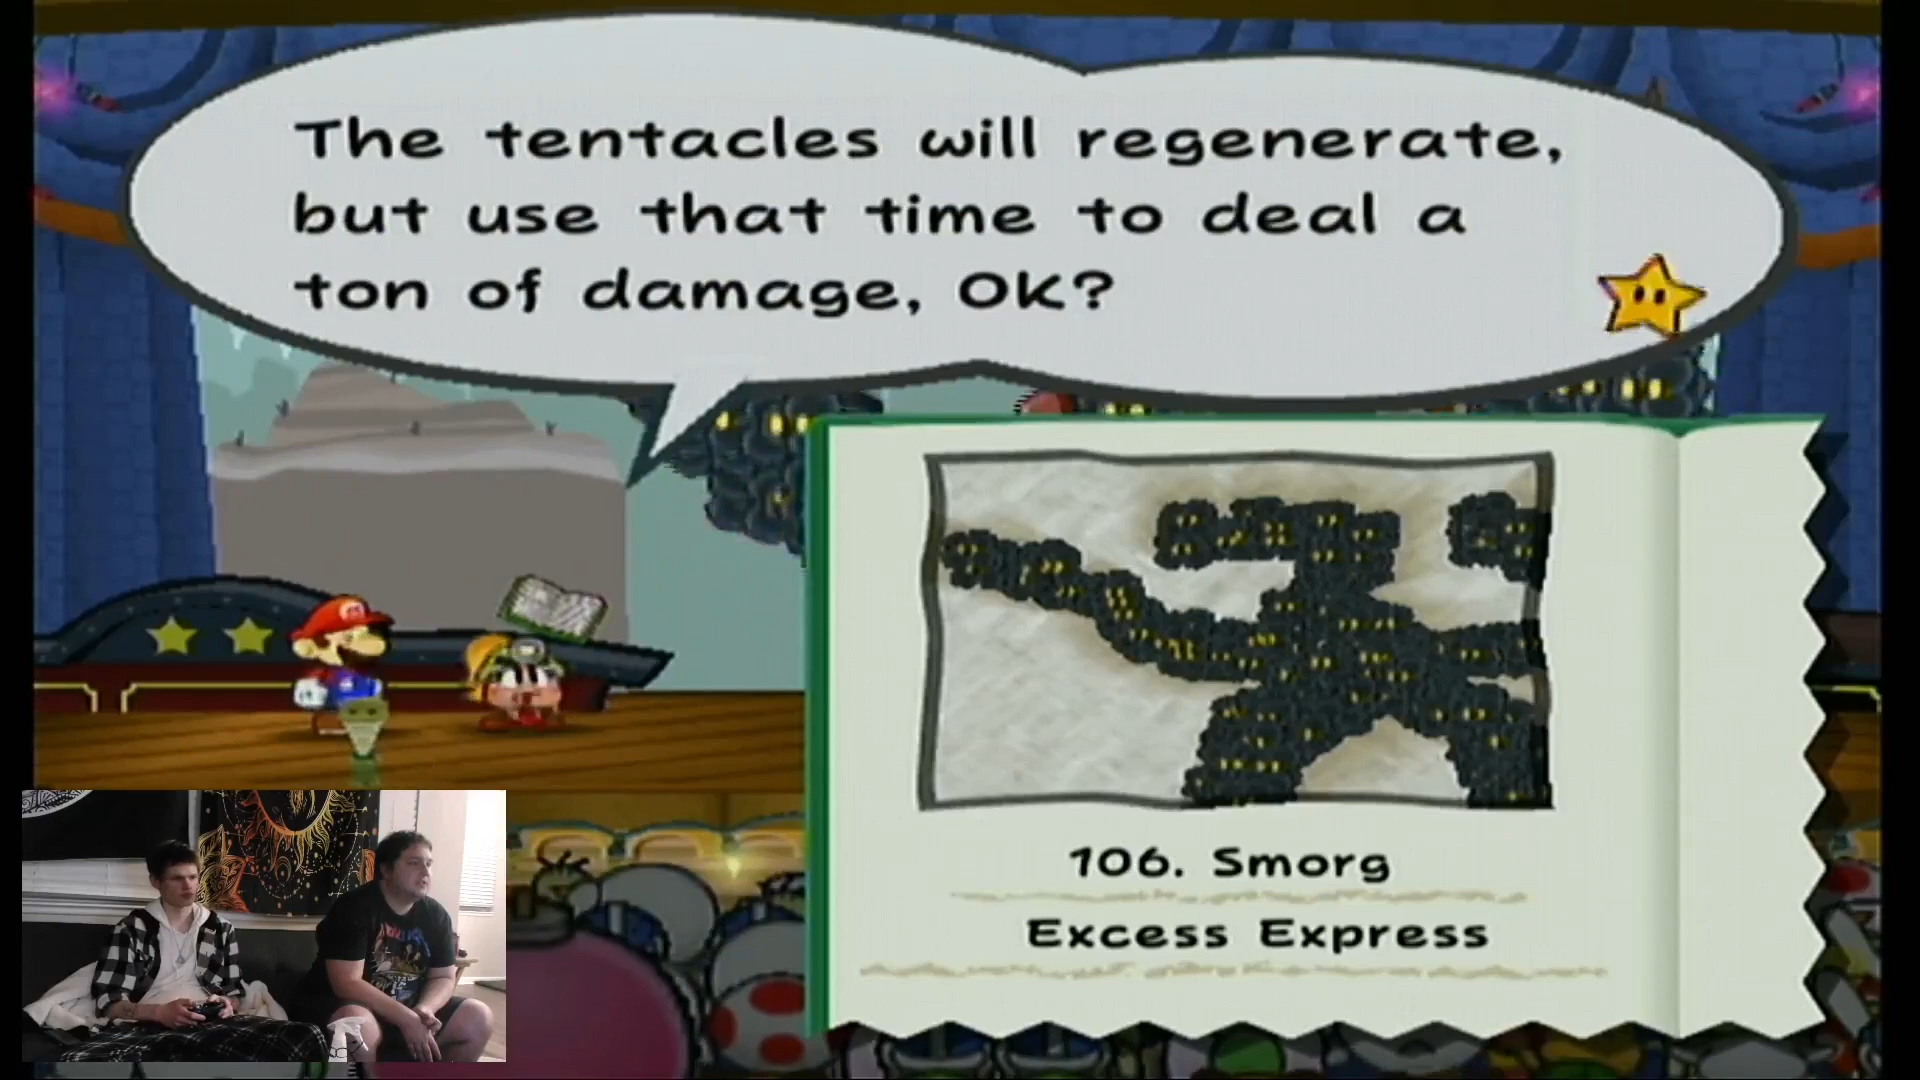 The tentacles will regenerate,
but use that time to deal a
ton of damage, OK?
106. Smorg
Excess Express